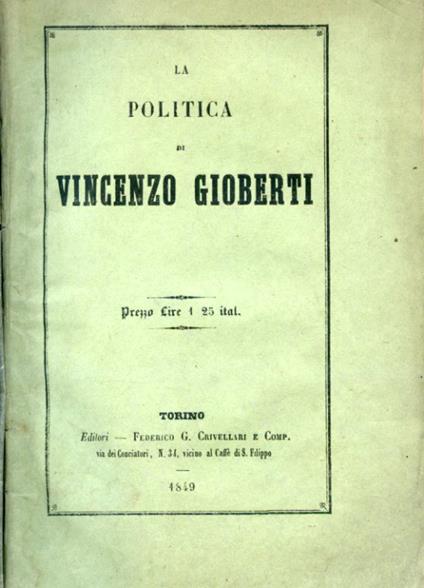 LA
POLITICA
DI
VINCENZO GIOBERTI
Prezzo Lire 1 25 ital.
TORINO
Editori — FEDERICO G. CRIVELLARI E COMP.
via dei Conciatori, N. 34, vicino al Caffè di S. Filippo
1849